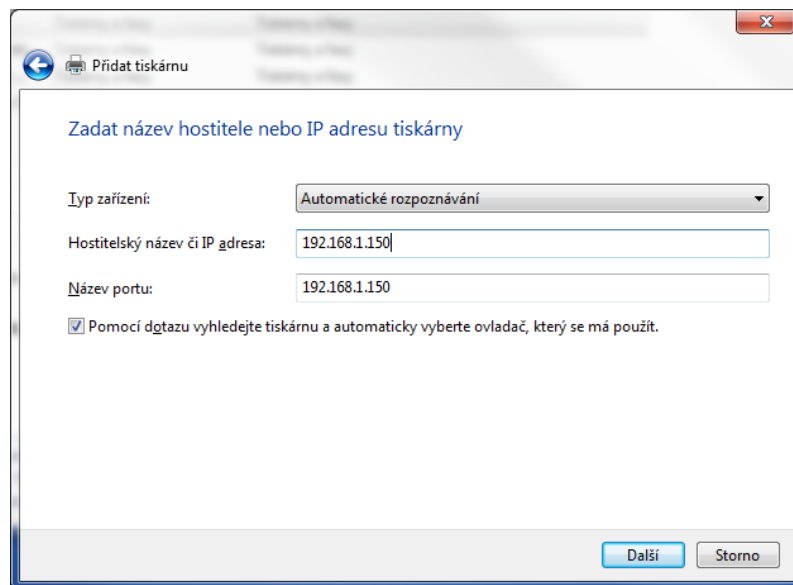 Přidat tiskárnu
Zadat název hostitele nebo IP adresu tiskárny
Typ zařízení: Automatické rozpoznávání
Hostitelský název či IP adresa: 192.168.1.150
Název portu: 192.168.1.150
Pomocí dotazu vyhledejte tiskárnu a automaticky vyberte ovladač, který se má použít.
Další Storno